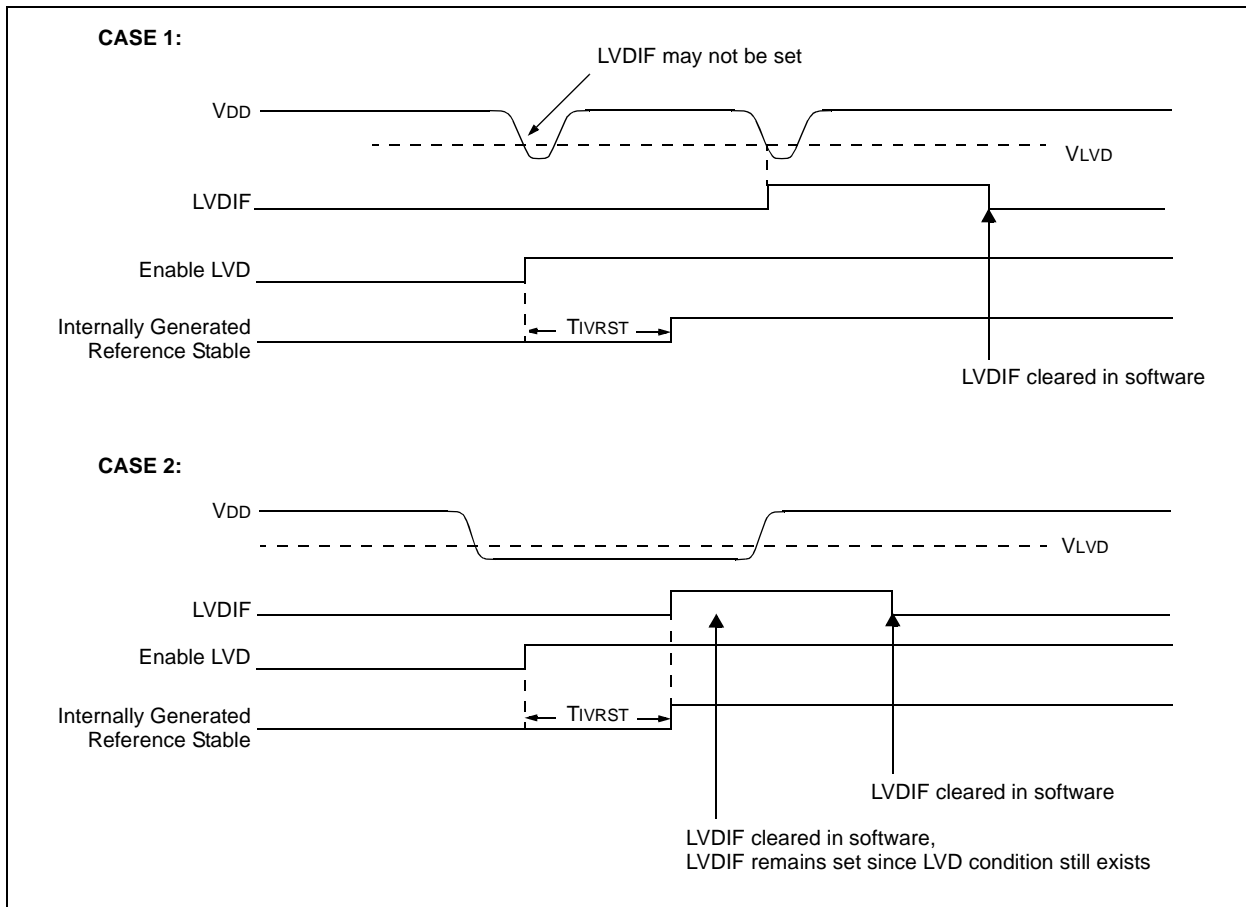 CASE 1:
LVDIF may not be set
VDD
VLVD
LVDIF
Enable LVD
Internally Generated
Reference Stable
TIVRST
LVDIF cleared in software
CASE 2:
VDD
VLVD
LVDIF
Enable LVD
Internally Generated
Reference Stable
TIVRST
LVDIF cleared in software
LVDIF cleared in software,
LVDIF remains set since LVD condition still exists